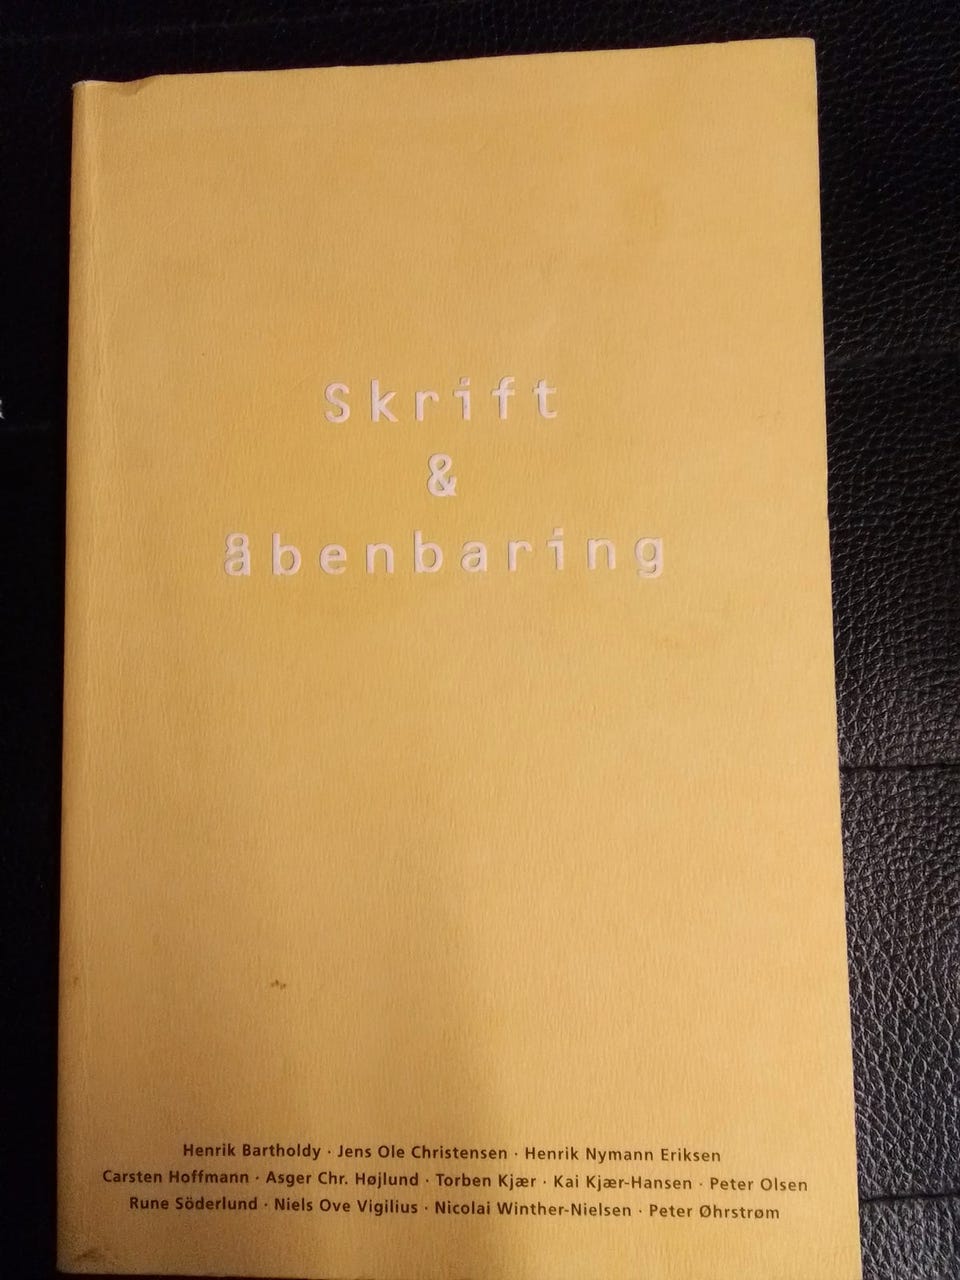 Skrift
&
åbenbaring
Henrik Bartholdy · Jens Ole Christensen · Henrik Nymann Eriksen
Carsten Hoffmann · Asger Chr. Højlund · Torben Kjær · Kai Kjær-Hansen · Peter Olsen
Rune Söderlund · Niels Ove Vigilius · Nicolai Winther-Nielsen · Peter Øhrstrøm